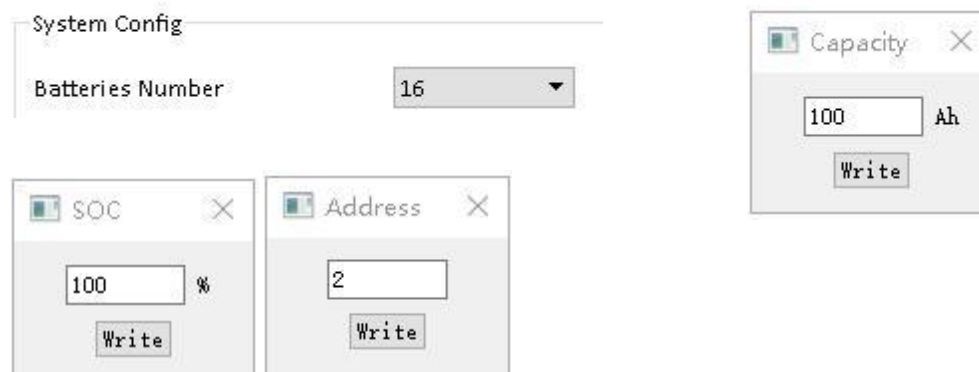 System Config
Batteries Number
16
Capacity
100 Ah
Write
SOC
100 %
Write
Address
2
Write